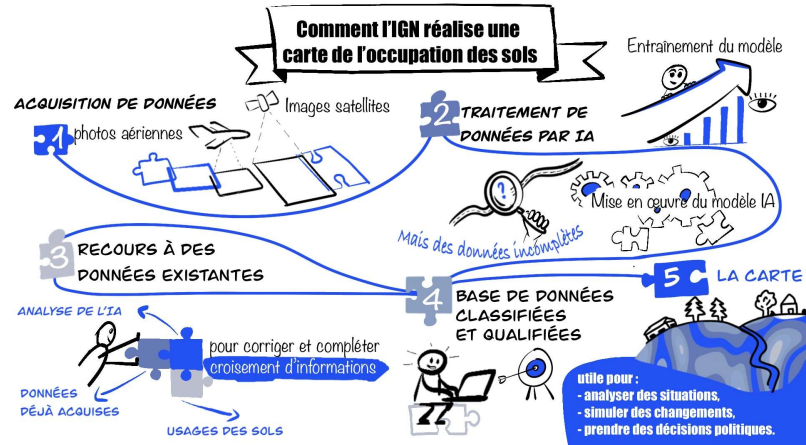 Comment l'IGN réalise une
carte de l'occupation des sols
ACQUISITION DE DONNÉES
1
photos aériennes
Images satellites
2
TRAITEMENT DE
DONNÉES PAR IA
Entraînement du modèle
Mise en œuvre du modèle IA
?
Mais des données incomplètes
3
RECOURS À DES
DONNÉES EXISTANTES
ANALYSE DE L'IA
pour corriger et compléter
croisement d'informations
DONNÉES
DÉJÀ ACQUISES
USAGES DES SOLS
4
BASE DE DONNÉES
CLASSIFIÉES
ET QUALIFIÉES
5
LA CARTE
utile pour :
- analyser des situations,
- simuler des changements,
- prendre des décisions politiques.